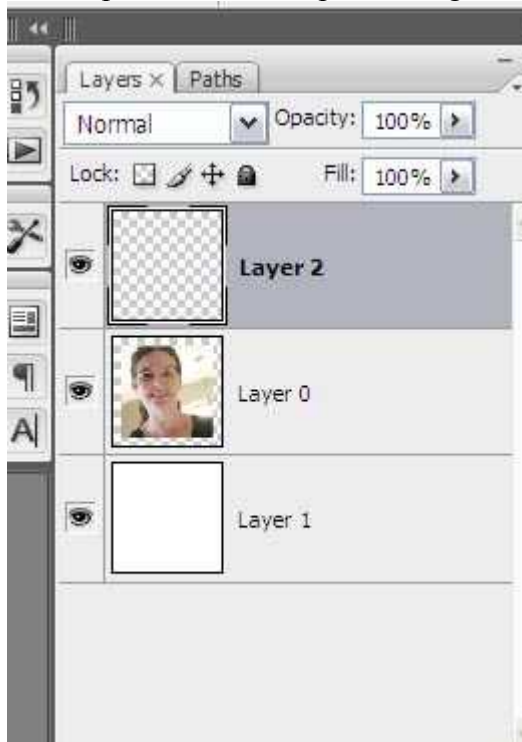 Layers × Paths
Normal Opacity: 100%
Lock: Fill: 100%
Layer 2
Layer 0
Layer 1